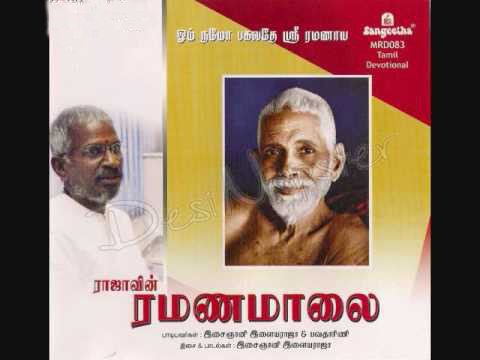 ஓம் நமோ பகவதே ஸ்ரீ ரமணாய
Sangeetha
MRD083
Tamil
Devotional
Desi
ராஜாவின்
ரமணமாலை
பாடியவர்கள் : இசைஞானி இளையராஜா & பவதாரிணி
இசை & பாடல்கள் : இசைஞானி இளையராஜா